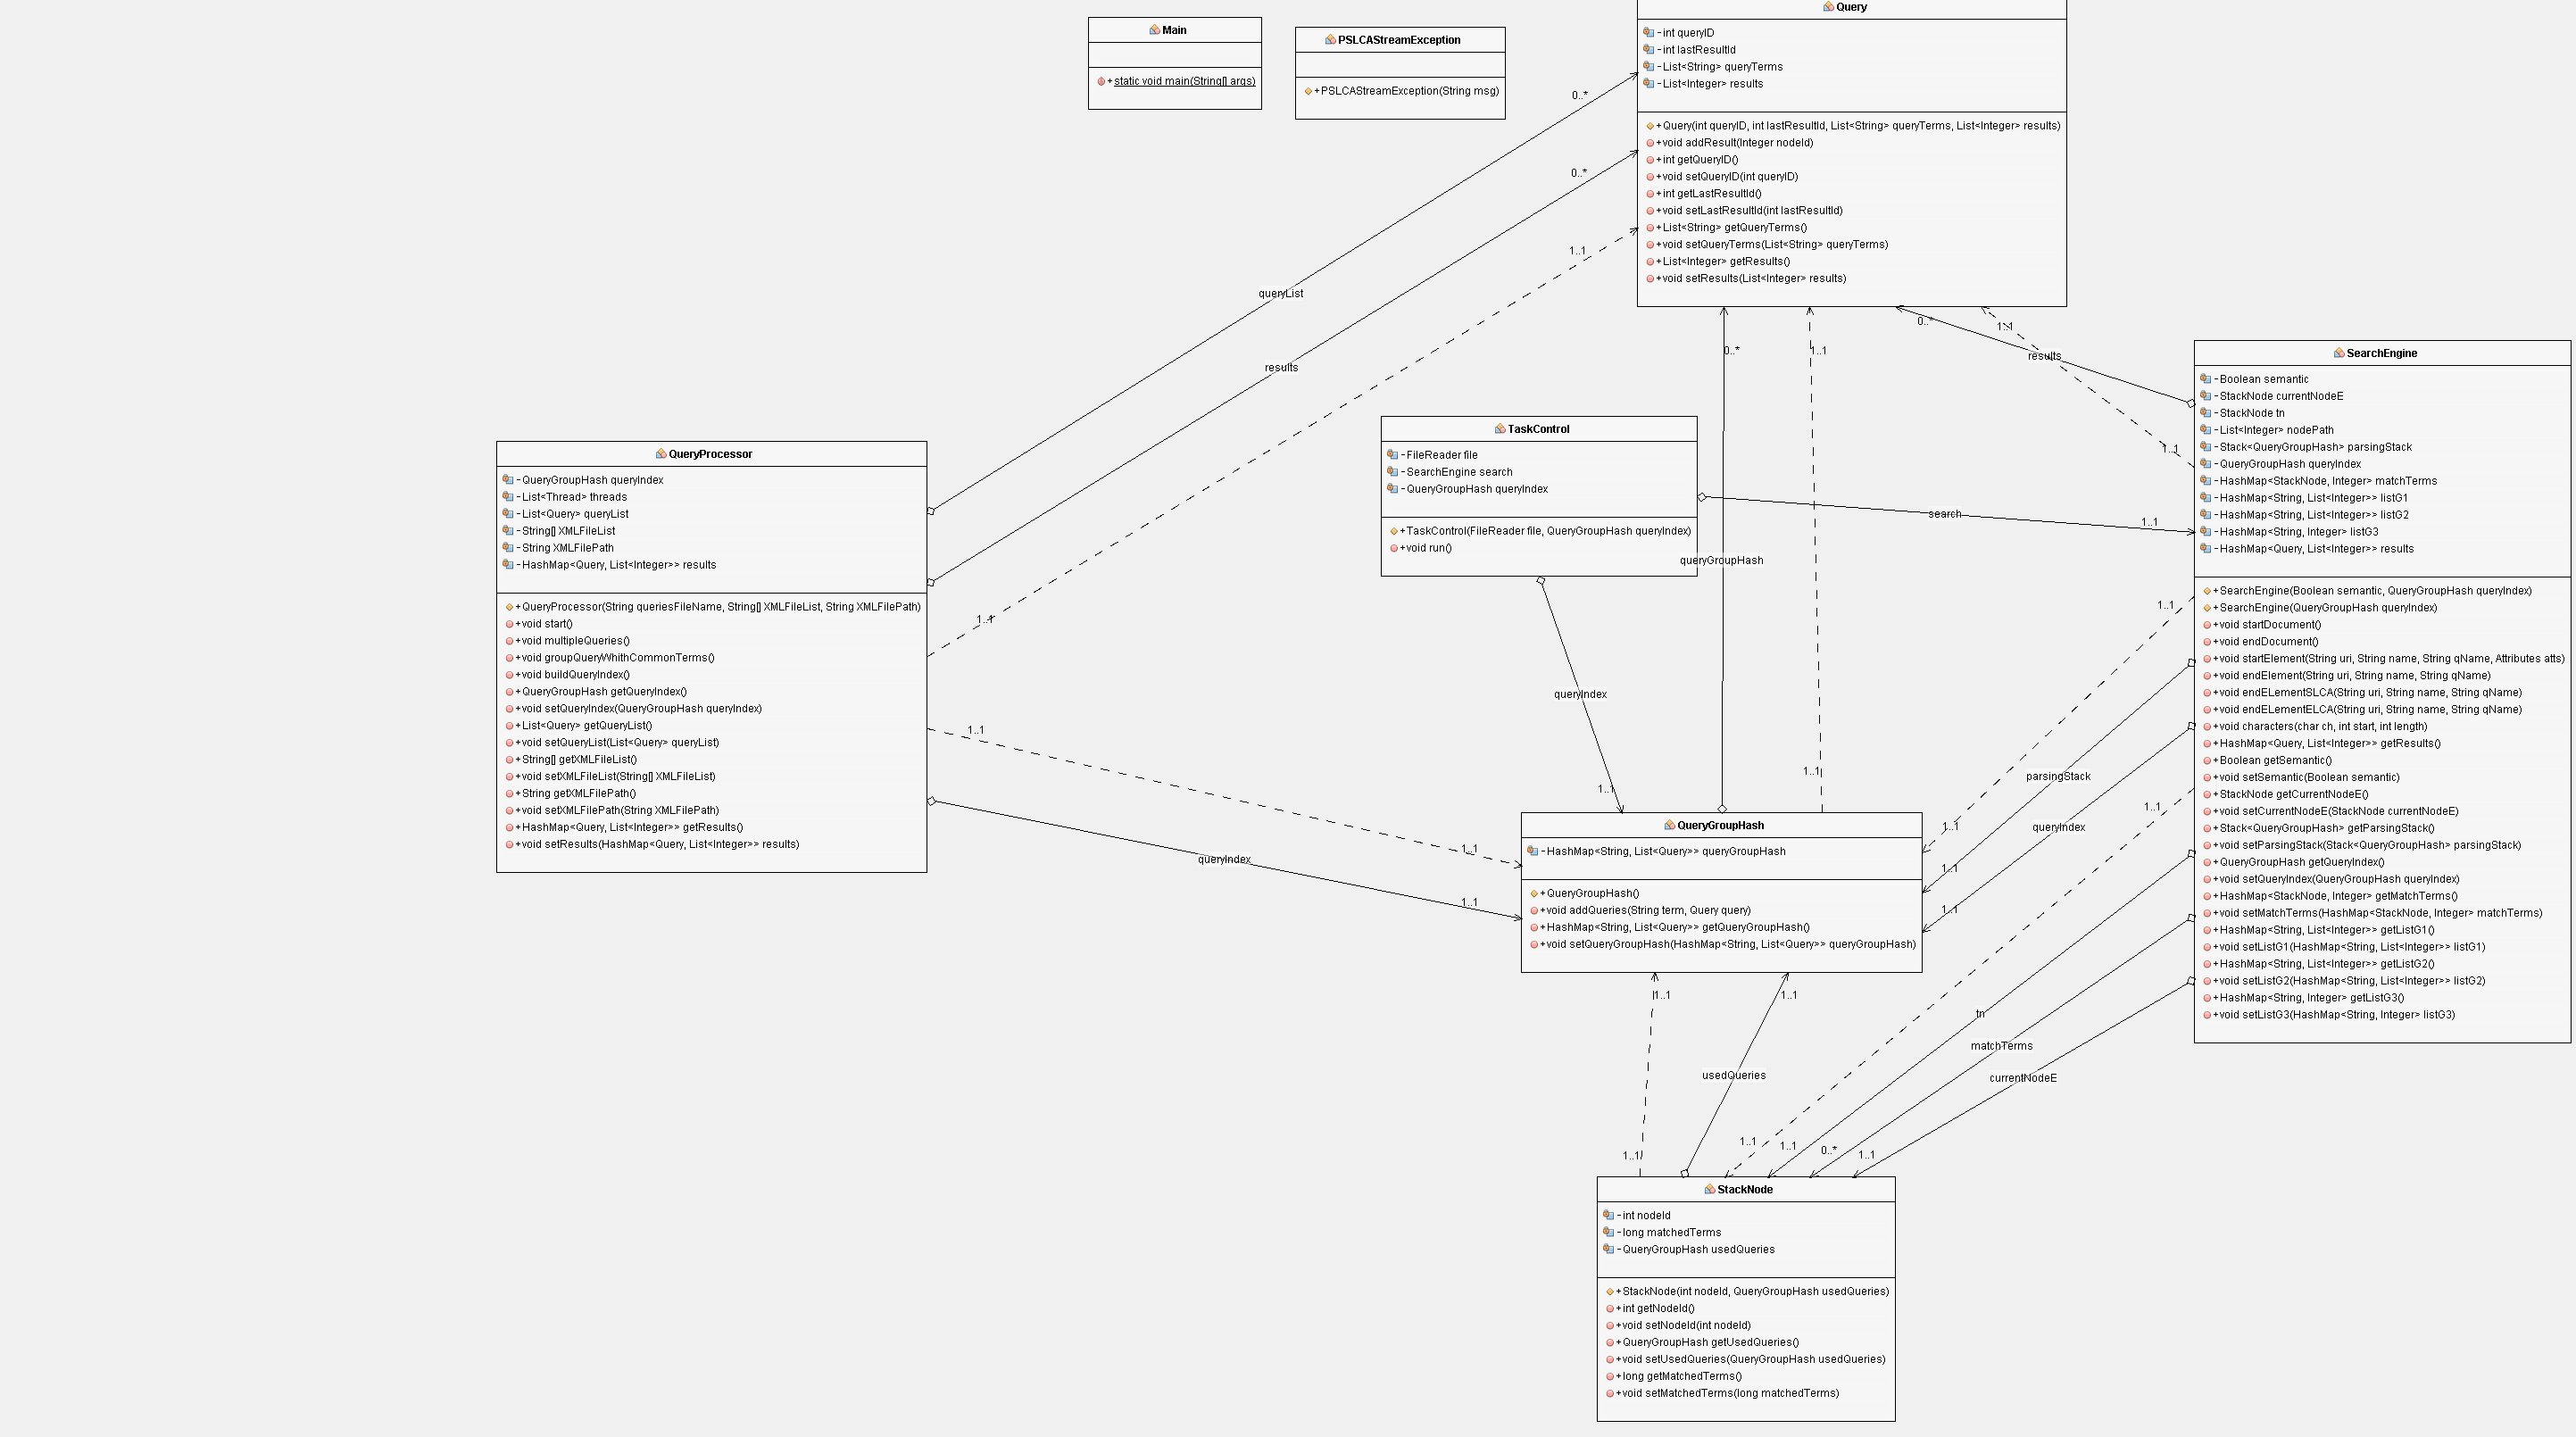 Main
+ static void main(String[] args)
PSLCAStreamException
+ PSLCAStreamException(String msg)
Query
- int queryID
- int lastResultId
- List<String> queryTerms
- List<Integer> results
+ Query(int queryID, int lastResultId, List<String> queryTerms, List<Integer> results)
+ void addResult(Integer nodeId)
+ int getQueryID()
+ void setQueryID(int queryID)
+ int getLastResultId()
+ void setLastResultId(int lastResultId)
+ List<String> getQueryTerms()
+ void setQueryTerms(List<String> queryTerms)
+ List<Integer> getResults()
+ void setResults(List<Integer> results)
0..*
0..*
1..1
queryList
results
1..1
0..*
1..1
0..*
1..1
results
1..1
SearchEngine
- Boolean semantic
- StackNode currentNodeE
- StackNode tn
- List<Integer> nodePath
- Stack<QueryGroupHash> parsingStack
- QueryGroupHash queryIndex
- HashMap<StackNode, Integer> matchTerms
- HashMap<String, List<Integer>> listG1
- HashMap<String, List<Integer>> listG2
- HashMap<String, Integer> listG3
- HashMap<Query, List<Integer>> results
+ SearchEngine(Boolean semantic, QueryGroupHash queryIndex)
+ SearchEngine(QueryGroupHash queryIndex)
+ void startDocument()
+ void endDocument()
+ void startElement(String uri, String name, String qName, Attributes atts)
+ void endElement(String uri, String name, String qName)
+ void endELementSLCA(String uri, String name, String qName)
+ void endELementELCA(String uri, String name, String qName)
+ void characters(char ch, int start, int length)
+ HashMap<Query, List<Integer>> getResults()
+ Boolean getSemantic()
+ void setSemantic(Boolean semantic)
+ StackNode getCurrentNodeE()
+ void setCurrentNodeE(StackNode currentNodeE)
+ Stack<QueryGroupHash> getParsingStack()
+ void setParsingStack(Stack<QueryGroupHash> parsingStack)
+ QueryGroupHash getQueryIndex()
+ void setQueryIndex(QueryGroupHash queryIndex)
+ HashMap<StackNode, Integer> getMatchTerms()
+ void setMatchTerms(HashMap<StackNode, Integer> matchTerms)
+ HashMap<String, List<Integer>> getListG1()
+ void setListG1(HashMap<String, List<Integer>> listG1)
+ HashMap<String, List<Integer>> getListG2()
+ void setListG2(HashMap<String, List<Integer>> listG2)
+ HashMap<String, Integer> getListG3()
+ void setListG3(HashMap<String, Integer> listG3)
TaskControl
- FileReader file
- SearchEngine search
- QueryGroupHash queryIndex
+ TaskControl(FileReader file, QueryGroupHash queryIndex)
+ void run()
search
1..1
queryGroupHash
queryIndex
1..1
1..1
QueryProcessor
- QueryGroupHash queryIndex
- List<Thread> threads
- List<Query> queryList
- String[] XMLFileList
- String XMLFilePath
- HashMap<Query, List<Integer>> results
+ QueryProcessor(String queriesFileName, String[] XMLFileList, String XMLFilePath)
+ void start()
+ void multipleQueries()
+ void groupQueryWhithCommonTerms()
+ void buildQueryIndex()
+ QueryGroupHash getQueryIndex()
+ void setQueryIndex(QueryGroupHash queryIndex)
+ List<Query> getQueryList()
+ void setQueryList(List<Query> queryList)
+ String[] getXMLFileList()
+ void setXMLFileList(String[] XMLFileList)
+ String getXMLFilePath()
+ void setXMLFilePath(String XMLFilePath)
+ HashMap<Query, List<Integer>> getResults()
+ void setResults(HashMap<Query, List<Integer>> results)
1..1
1..1
queryIndex
1..1
QueryGroupHash
- HashMap<String, List<Query>> queryGroupHash
+ QueryGroupHash()
+ void addQueries(String term, Query query)
+ HashMap<String, List<Query>> getQueryGroupHash()
+ void setQueryGroupHash(HashMap<String, List<Query>> queryGroupHash)
1..1
parsingStack
1..1
queryIndex
1..1
1..1
1..1
1..1
1..1
tn
matchTerms
currentNodeE
usedQueries
1..1
1..1
1..1
0..*
1..1
StackNode
- int nodeId
- long matchedTerms
- QueryGroupHash usedQueries
+ StackNode(int nodeId, QueryGroupHash usedQueries)
+ int getNodeId()
+ void setNodeId(int nodeId)
+ QueryGroupHash getUsedQueries()
+ void setUsedQueries(QueryGroupHash usedQueries)
+ long getMatchedTerms()
+ void setMatchedTerms(long matchedTerms)